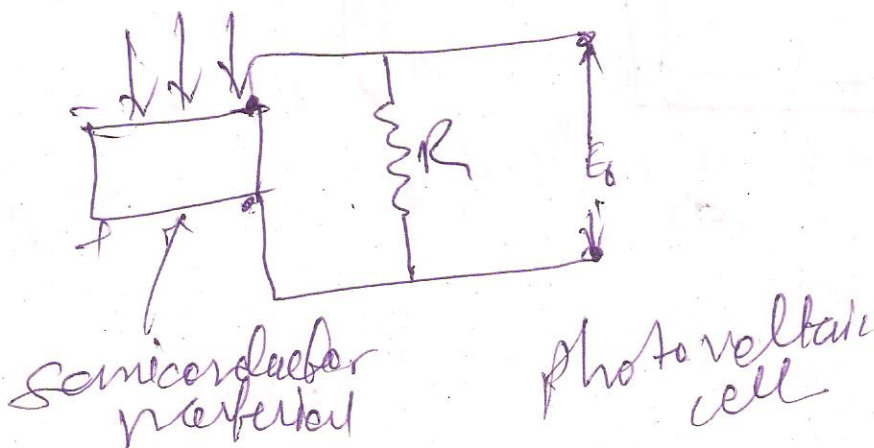 -
R
E₀
+
semiconductor
material
photovoltaic
cell